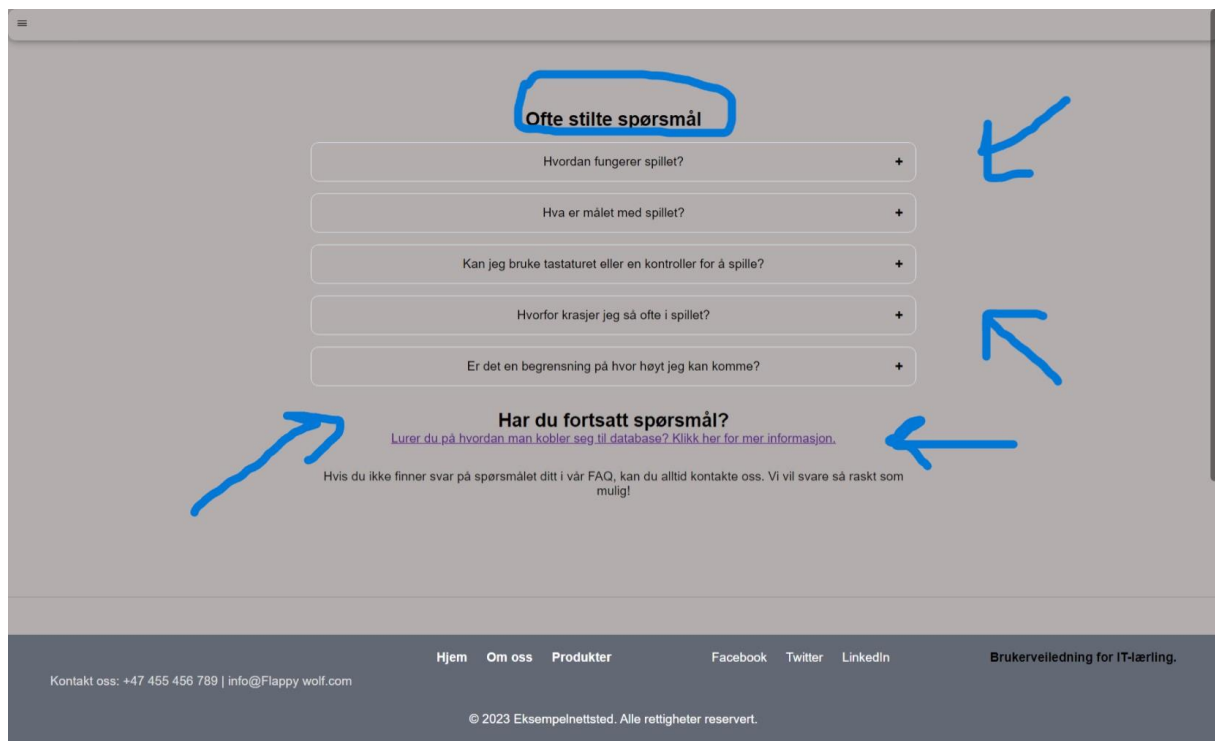 Ofte stilte spørsmål
Hvordan fungerer spillet? +
Hva er målet med spillet? +
Kan jeg bruke tastaturet eller en kontroller for å spille? +
Hvorfor krasjer jeg så ofte i spillet? +
Er det en begrensning på hvor høyt jeg kan komme? +
Har du fortsatt spørsmål?
Lurer du på hvordan man kobler seg til database? Klikk her for mer informasjon.
Hvis du ikke finner svar på spørsmålet ditt i vår FAQ, kan du alltid kontakte oss. Vi vil svare så raskt som
mulig!
Hjem Om oss Produkter Facebook Twitter LinkedIn Brukerveiledning for IT-lærling.
Kontakt oss: +47 455 456 789 | info@Flappy wolf.com
© 2023 Eksempelnettsted. Alle rettigheter reservert.